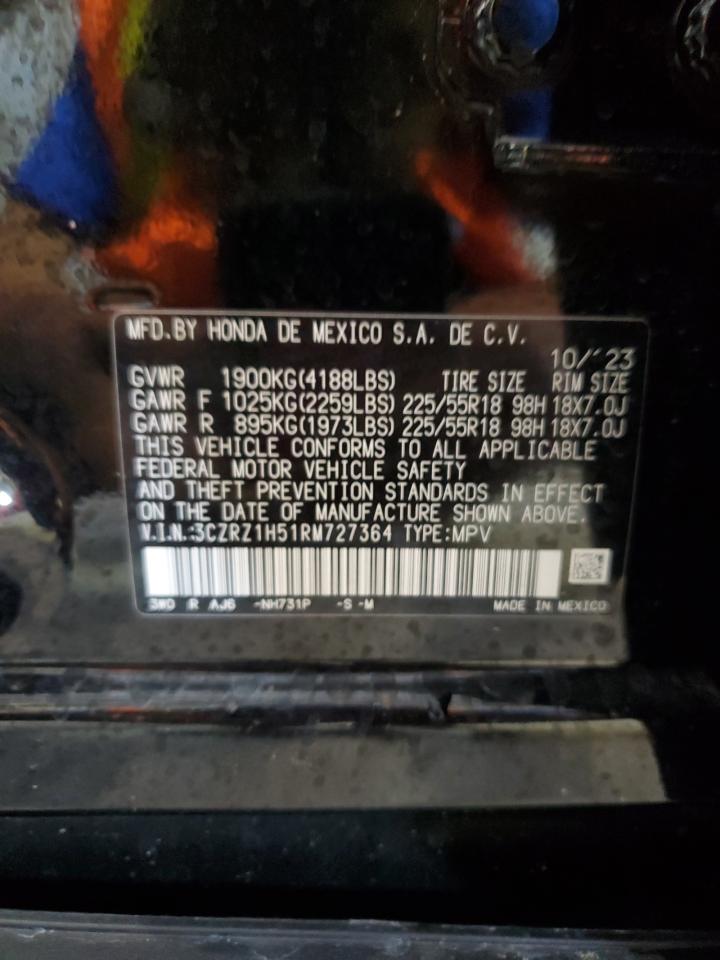 MFD.BY HONDA DE MEXICO S.A. DE C.V.
10/'23
GVWR 1900KG(4188LBS) TIRE SIZE RIM SIZE
GAWR F 1025KG(2259LBS) 225/55R18 98H 18X7.0J
GAWR R 895KG(1973LBS) 225/55R18 98H 18X7.0J
THIS VEHICLE CONFORMS TO ALL APPLICABLE
FEDERAL MOTOR VEHICLE SAFETY
AND THEFT PREVENTION STANDARDS IN EFFECT
ON THE DATE OF MANUFACTURE SHOWN ABOVE.
V.I.N.:3CZRZ1H51RM727364 TYPE:MPV
3W0 R AJ6 -NH731P -S -M MADE IN MEXICO